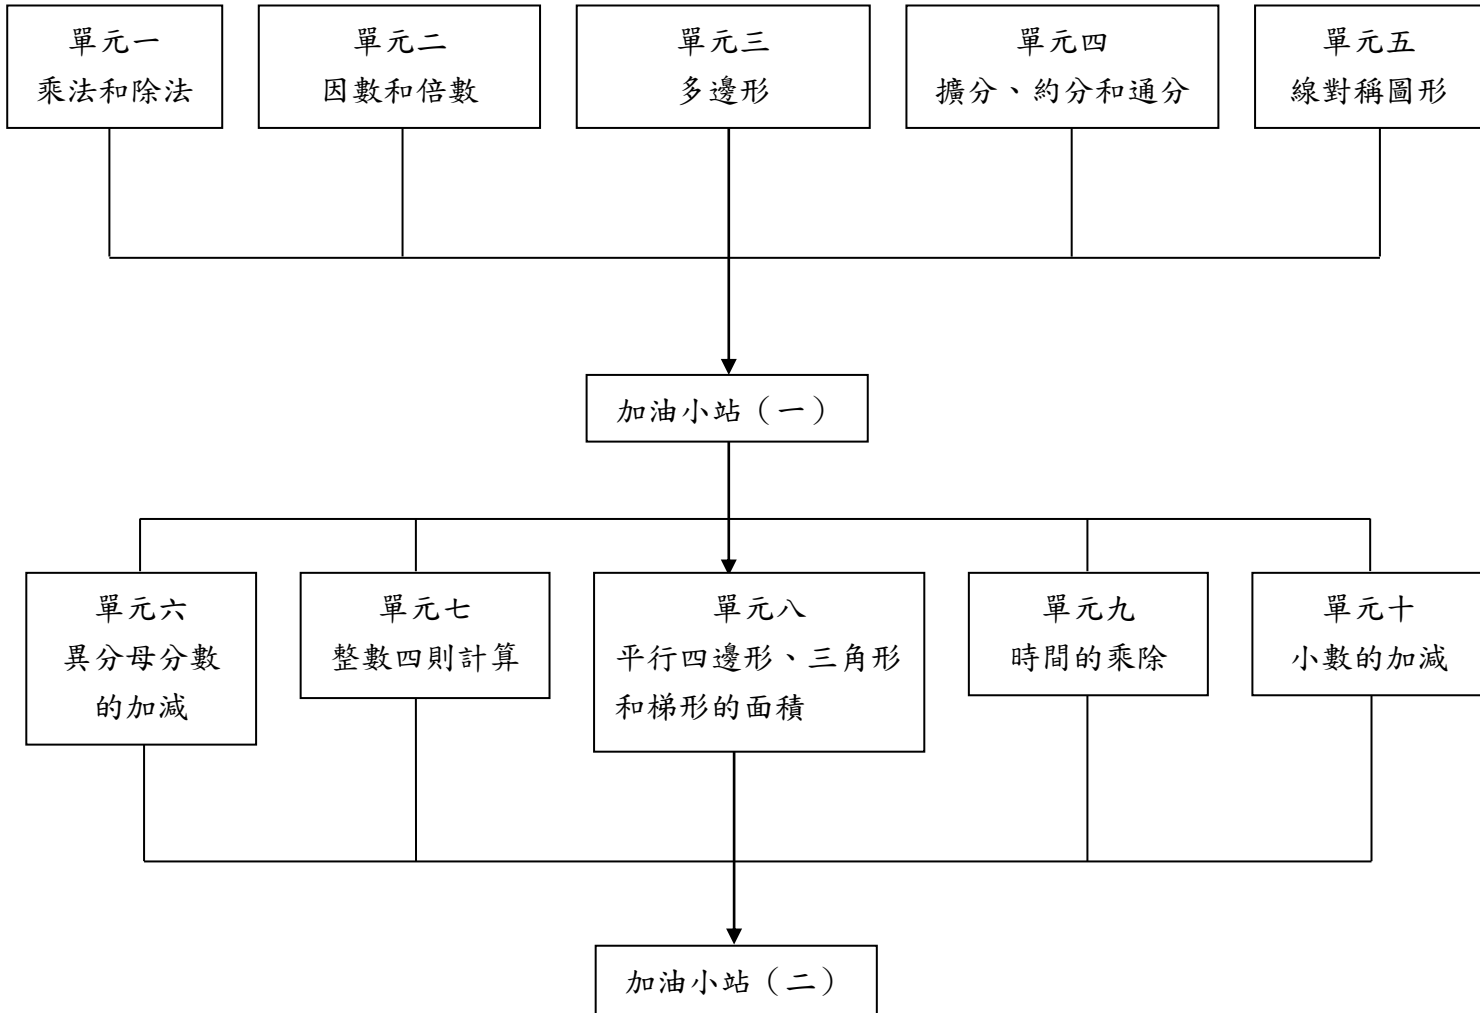 單元一
乘法和除法
單元二
因數和倍數
單元三
多邊形
單元四
擴分、約分和通分
單元五
線對稱圖形
加油小站（一）
單元六
異分母分數
的加減
單元七
整數四則計算
單元八
平行四邊形、三角形
和梯形的面積
單元九
時間的乘除
單元十
小數的加減
加油小站（二）